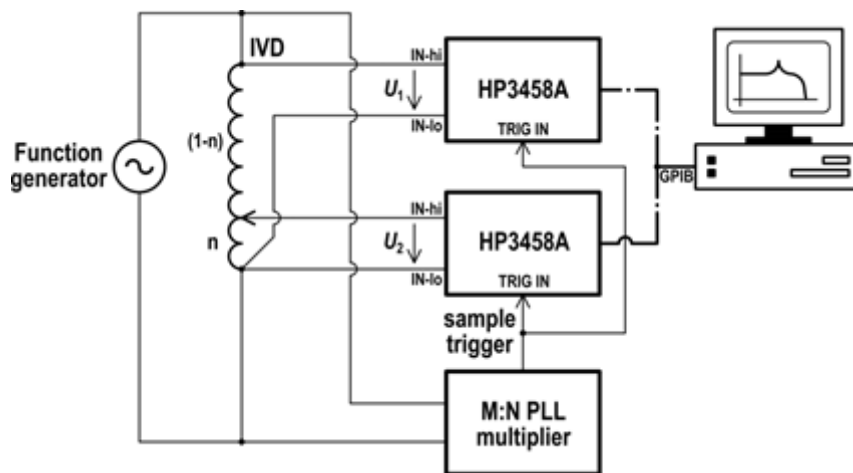 IVD
IN-hi
U1
IN-lo
HP3458A
TRIG IN
(1-n)
Function
generator
n
GPIB
IN-hi
U2
IN-lo
HP3458A
TRIG IN
sample
trigger
M:N PLL
multiplier